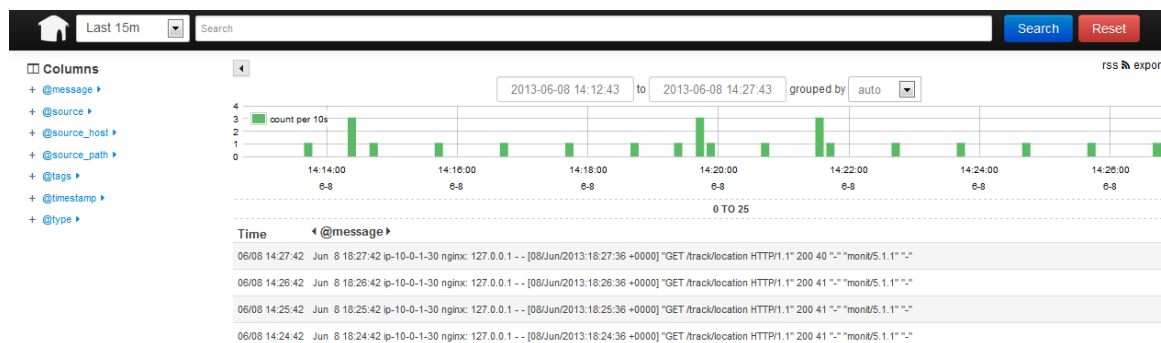 Last 15m Search Search Reset
Columns
rss expor
+ @message
2013-06-08 14:12:43 to 2013-06-08 14:27:43 grouped by auto
+ @source
4
3 count per 10s
2
1
0
+ @source_host
+ @source_path
14:14:00 14:16:00 14:18:00 14:20:00 14:22:00 14:24:00 14:26:00
+ @tags
6-8 6-8 6-8 6-8 6-8 6-8 6-8
+ @timestamp
0 TO 25
+ @type
Time @message
06/08 14:27:42 Jun 8 18:27:42 ip-10-0-1-30 nginx: 127.0.0.1 - - [08/Jun/2013:18:27:36 +0000] "GET /track/location HTTP/1.1" 200 40 "-" "monit/5.1.1" "-"
06/08 14:26:42 Jun 8 18:26:42 ip-10-0-1-30 nginx: 127.0.0.1 - - [08/Jun/2013:18:26:36 +0000] "GET /track/location HTTP/1.1" 200 41 "-" "monit/5.1.1" "-"
06/08 14:25:42 Jun 8 18:25:42 ip-10-0-1-30 nginx: 127.0.0.1 - - [08/Jun/2013:18:25:36 +0000] "GET /track/location HTTP/1.1" 200 41 "-" "monit/5.1.1" "-"
06/08 14:24:42 Jun 8 18:24:42 ip-10-0-1-30 nginx: 127.0.0.1 - - [08/Jun/2013:18:24:36 +0000] "GET /track/location HTTP/1.1" 200 41 "-" "monit/5.1.1" "-"